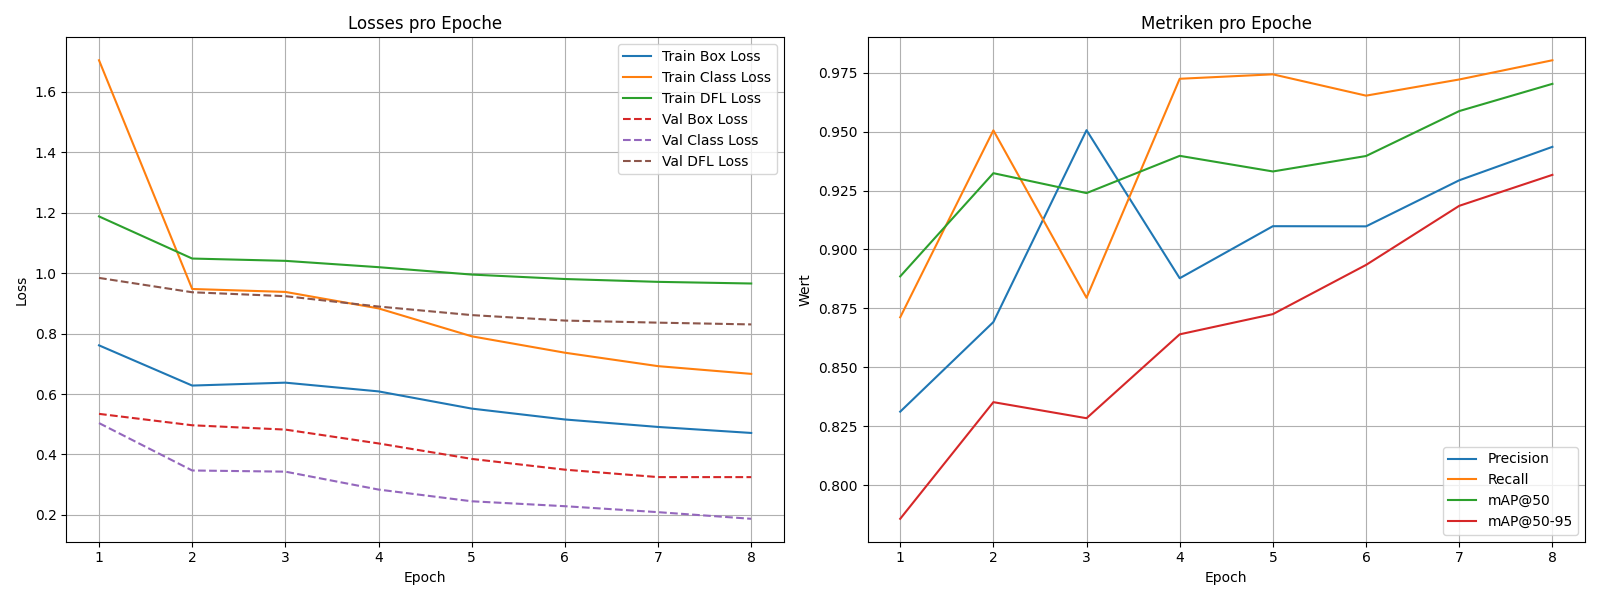 Losses pro Epoche
Loss
1.6
1.4
1.2
1.0
0.8
0.6
0.4
0.2
1 2 3 4 5 6 7 8
Epoch
Train Box Loss
Train Class Loss
Train DFL Loss
Val Box Loss
Val Class Loss
Val DFL Loss
Metriken pro Epoche
Wert
0.975
0.950
0.925
0.900
0.875
0.850
0.825
0.800
1 2 3 4 5 6 7 8
Epoch
Precision
Recall
mAP@50
mAP@50-95